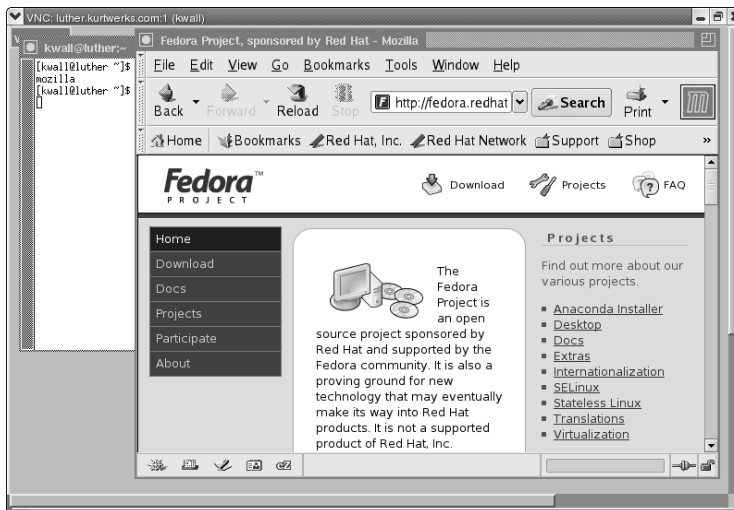 VNC: luther.kurtwerks.com:1 (kwall)
kwall@luther:~
[kwall@luther ~]$
mozilla
[kwall@luther ~]$
Fedora Project, sponsored by Red Hat - Mozilla
File Edit View Go Bookmarks Tools Window Help
Back Forward Reload Stop http://fedora.redhat Search Print
Home Bookmarks Red Hat, Inc. Red Hat Network Support Shop »
Fedora™
PROJECT
Download Projects FAQ
Home
Download
Docs
Projects
Participate
About
The
Fedora
Project is
an open
source project sponsored by
Red Hat and supported by the
Fedora community. It is also a
proving ground for new
technology that may eventually
make its way into Red Hat
products. It is not a supported
product of Red Hat, Inc.
Projects
Find out more about our
various projects.
Anaconda Installer
Desktop
Docs
Extras
Internationalization
SELinux
Stateless Linux
Translations
Virtualization